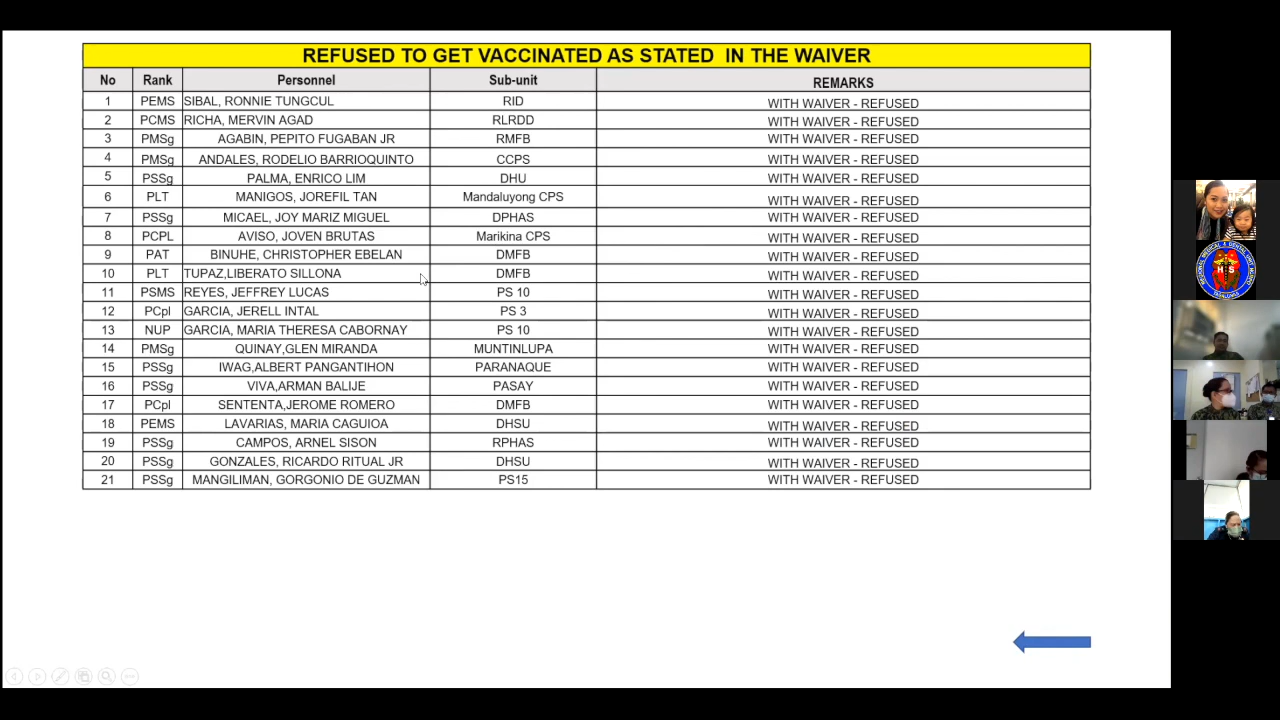 REFUSED TO GET VACCINATED AS STATED IN THE WAIVER
No Rank Personnel Sub-unit REMARKS
1 PEMS SIBAL, RONNIE TUNGCUL RID WITH WAIVER - REFUSED
2 PCMS RICHA, MERVIN AGAD RLRDD WITH WAIVER - REFUSED
3 PMSg AGABIN, PEPITO FUGABAN JR RMFB WITH WAIVER - REFUSED
4 PMSg ANDALES, RODELIO BARRIOQUINTO CCPS WITH WAIVER - REFUSED
5 PSSg PALMA, ENRICO LIM DHU WITH WAIVER - REFUSED
6 PLT MANIGOS, JOREFIL TAN Mandaluyong CPS WITH WAIVER - REFUSED
7 PSSg MICAEL, JOY MARIZ MIGUEL DPHAS WITH WAIVER - REFUSED
8 PCPL AVISO, JOVEN BRUTAS Marikina CPS WITH WAIVER - REFUSED
9 PAT BINUHE, CHRISTOPHER EBELAN DMFB WITH WAIVER - REFUSED
10 PLT TUPAZ,LIBERATO SILLONA DMFB WITH WAIVER - REFUSED
11 PSMS REYES, JEFFREY LUCAS PS 10 WITH WAIVER - REFUSED
12 PCpl GARCIA, JERELL INTAL PS 3 WITH WAIVER - REFUSED
13 NUP GARCIA, MARIA THERESA CABORNAY PS 10 WITH WAIVER - REFUSED
14 PMSg QUINAY,GLEN MIRANDA MUNTINLUPA WITH WAIVER - REFUSED
15 PSSg IWAG,ALBERT PANGANTIHON PARANAQUE WITH WAIVER - REFUSED
16 PSSg VIVA,ARMAN BALIJE PASAY WITH WAIVER - REFUSED
17 PCpl SENTENTA,JEROME ROMERO DMFB WITH WAIVER - REFUSED
18 PEMS LAVARIAS, MARIA CAGUIOA DHSU WITH WAIVER - REFUSED
19 PSSg CAMPOS, ARNEL SISON RPHAS WITH WAIVER - REFUSED
20 PSSg GONZALES, RICARDO RITUAL JR DHSU WITH WAIVER - REFUSED
21 PSSg MANGILIMAN, GORGONIO DE GUZMAN PS15 WITH WAIVER - REFUSED
REGIONAL MEDICAL & DENTAL UNIT
HS